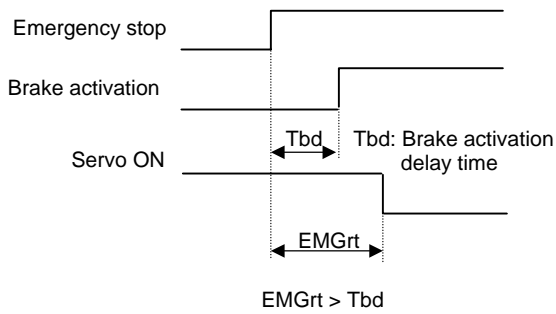 Emergency stop
Brake activation
Tbd
Tbd: Brake activation
delay time
Servo ON
EMGrt
EMGrt > Tbd